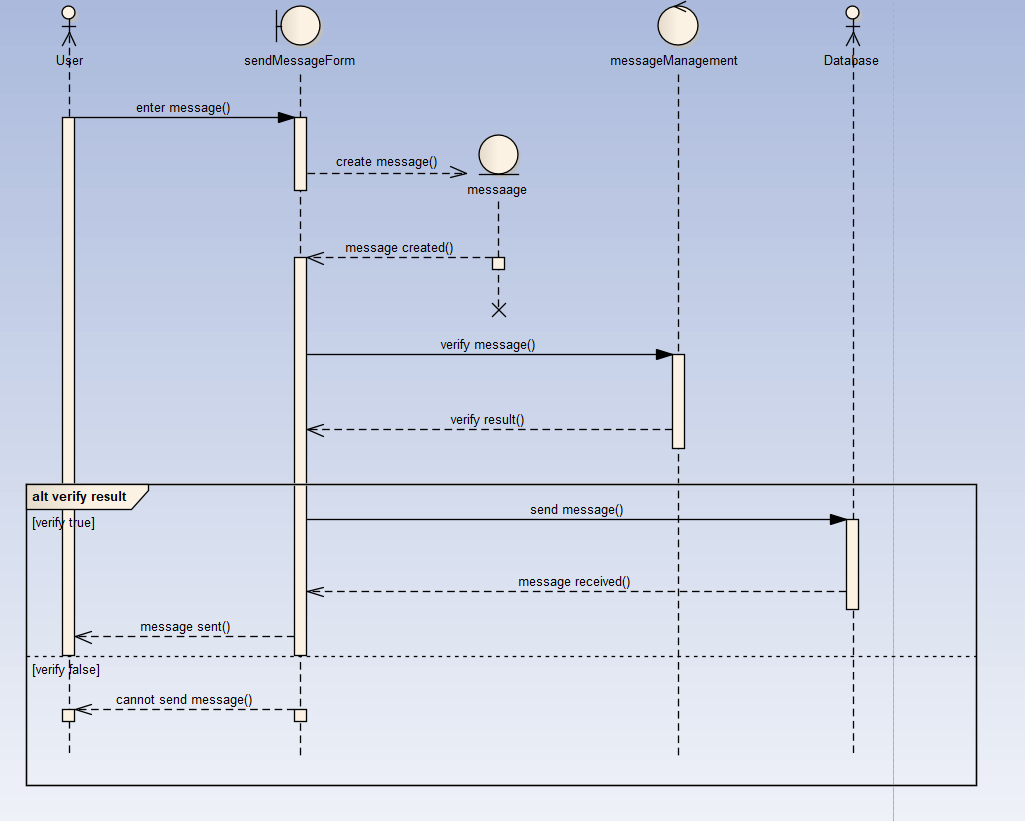 User
sendMessageForm
messageManagement
Database
enter message()
create message()
messaage
message created()
verify message()
verify result()
alt verify result
[verify true]
send message()
message received()
message sent()
[verify false]
cannot send message()